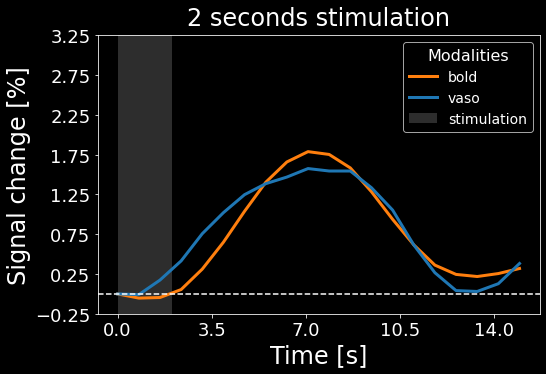 2 seconds stimulation
Signal change [%]
3.25
2.75
2.25
1.75
1.25
0.75
0.25
−0.25
Modalities
bold
vaso
stimulation
0.0 3.5 7.0 10.5 14.0
Time [s]